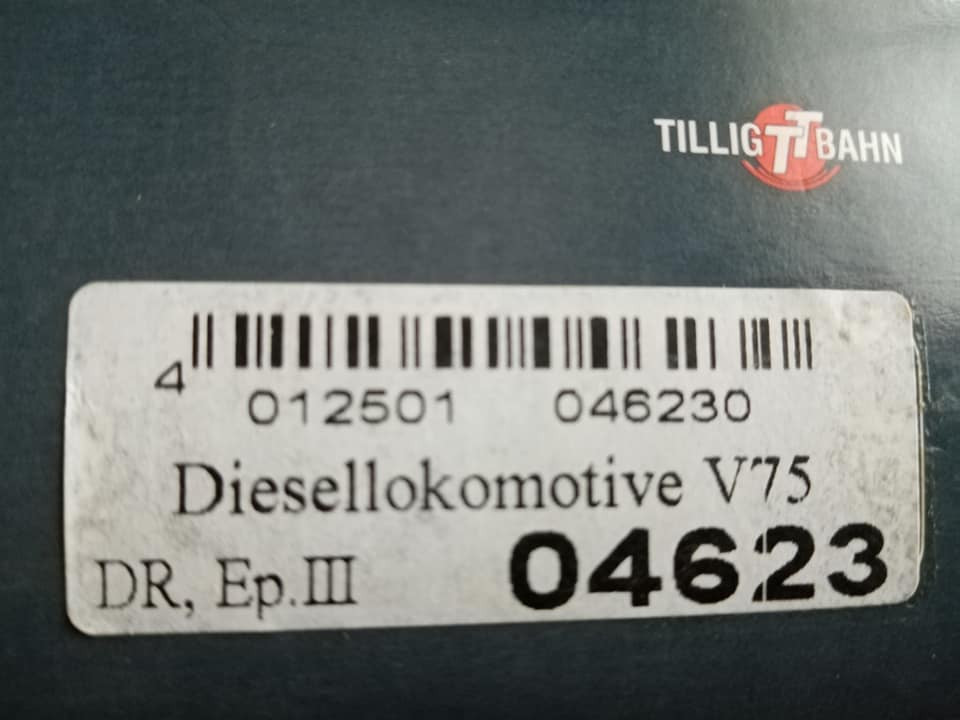 TILLIG TT BAHN
4 012501 046230
Diesellokomotive V75
DR, Ep.III 04623